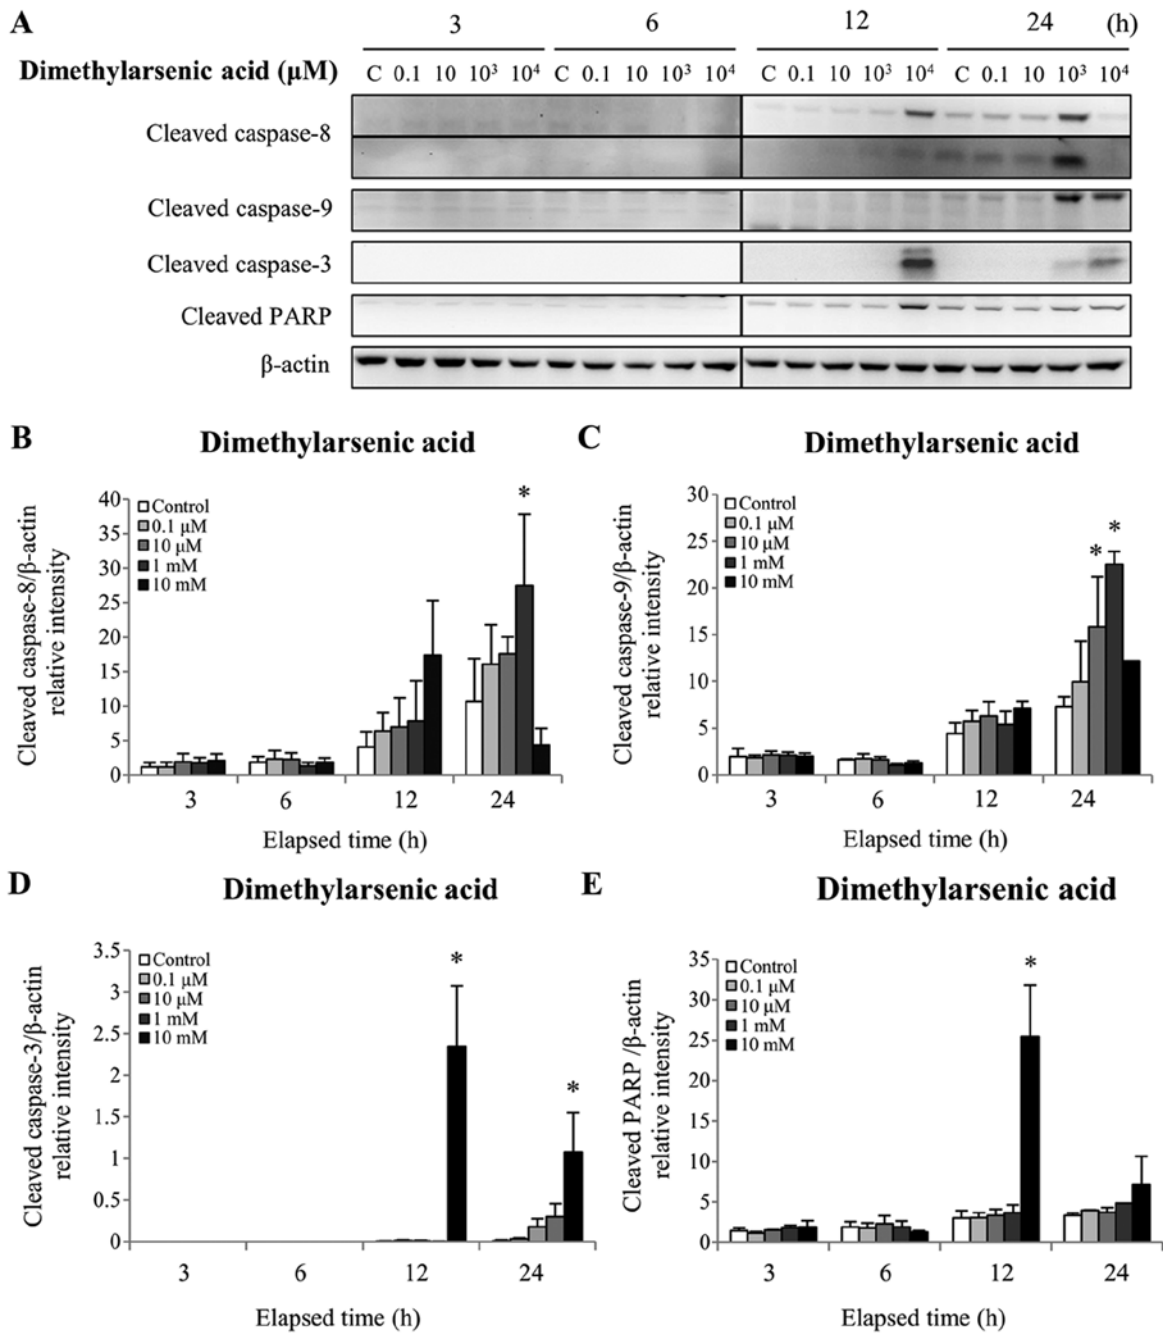 A
3 6 12 24 (h)
Dimethylarsenic acid (µM) C 0.1 10 10³ 10⁴ C 0.1 10 10³ 10⁴ C 0.1 10 10³ 10⁴ C 0.1 10 10³ 10⁴
Cleaved caspase-8
Cleaved caspase-9
Cleaved caspase-3
Cleaved PARP
β-actin
B
Dimethylarsenic acid
Cleaved caspase-8/β-actin
relative intensity
40
35
30
25
20
15
10
5
0
Control
0.1 µM
10 µM
1 mM
10 mM
*
3 6 12 24
Elapsed time (h)
C
Dimethylarsenic acid
Cleaved caspase-9/β-actin
relative intensity
30
25
20
15
10
5
0
Control
0.1 µM
10 µM
1 mM
10 mM
* *
3 6 12 24
Elapsed time (h)
D
Dimethylarsenic acid
Cleaved caspase-3/β-actin
relative intensity
3.5
3
2.5
2
1.5
1
0.5
0
Control
0.1 µM
10 µM
1 mM
10 mM
*
*
3 6 12 24
Elapsed time (h)
E
Dimethylarsenic acid
Cleaved PARP /β-actin
relative intensity
35
30
25
20
15
10
5
0
Control
0.1 µM
10 µM
1 mM
10 mM
*
3 6 12 24
Elapsed time (h)